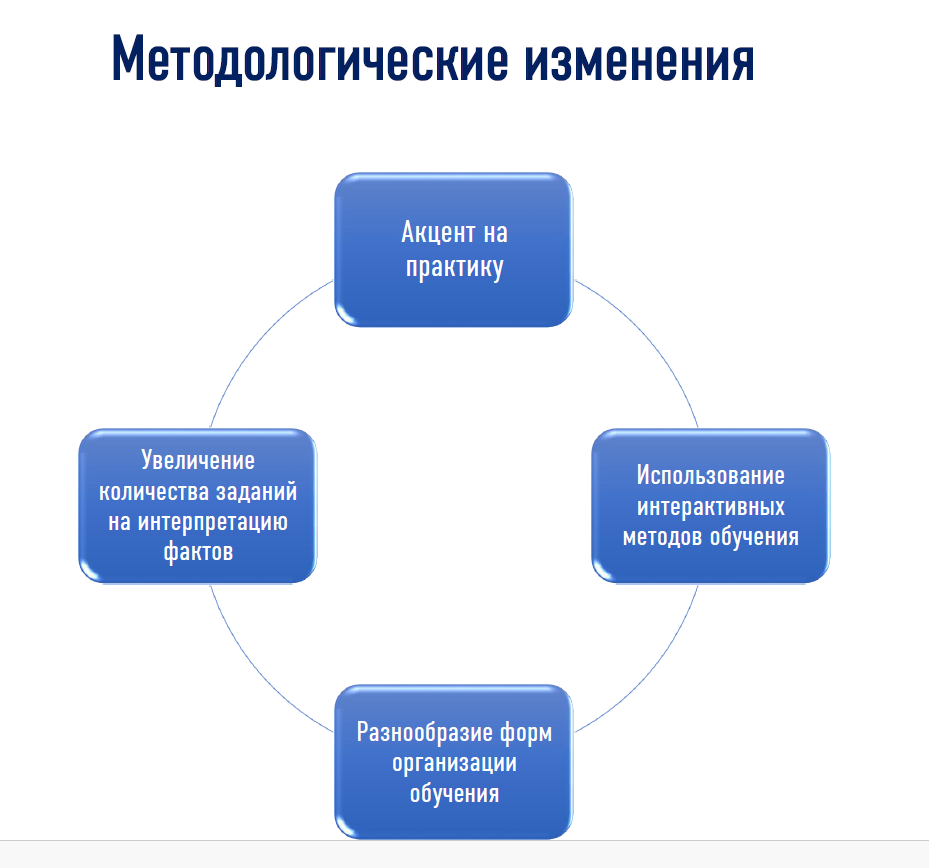 Методологические изменения
Акцент на
практику
Увеличение
количества заданий
на интерпретацию
фактов
Использование
интерактивных
методов обучения
Разнообразие форм
организации
обучения